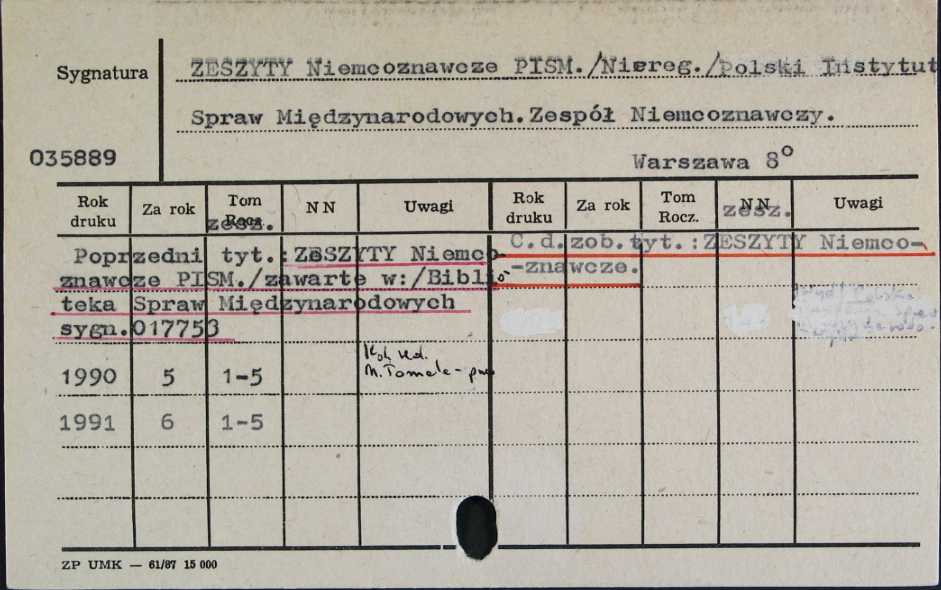 Sygnatura
ZESZYTY Niemcoznawcze PISM./Niereg./Polski Instytut
Spraw Międzynarodowych.Zespół Niemcoznawczy.
035889
Warszawa 8°
Rok druku Za rok Tom Rocz. zesz. NN Uwagi Rok druku Za rok Tom Rocz. NN zesz. Uwagi
Poprzedni tyt.:ZESZYTY Niemco-
znawcze PISM./zawarte w:/Biblio-
teka Spraw Międzynarodowych
sygn.017753
C.d.zob.tyt.:ZESZYTY Niemco-
-znawcze.
1990 5 1-5
M. Tomala
1991 6 1-5
ZP UMK — 61/87 15 000